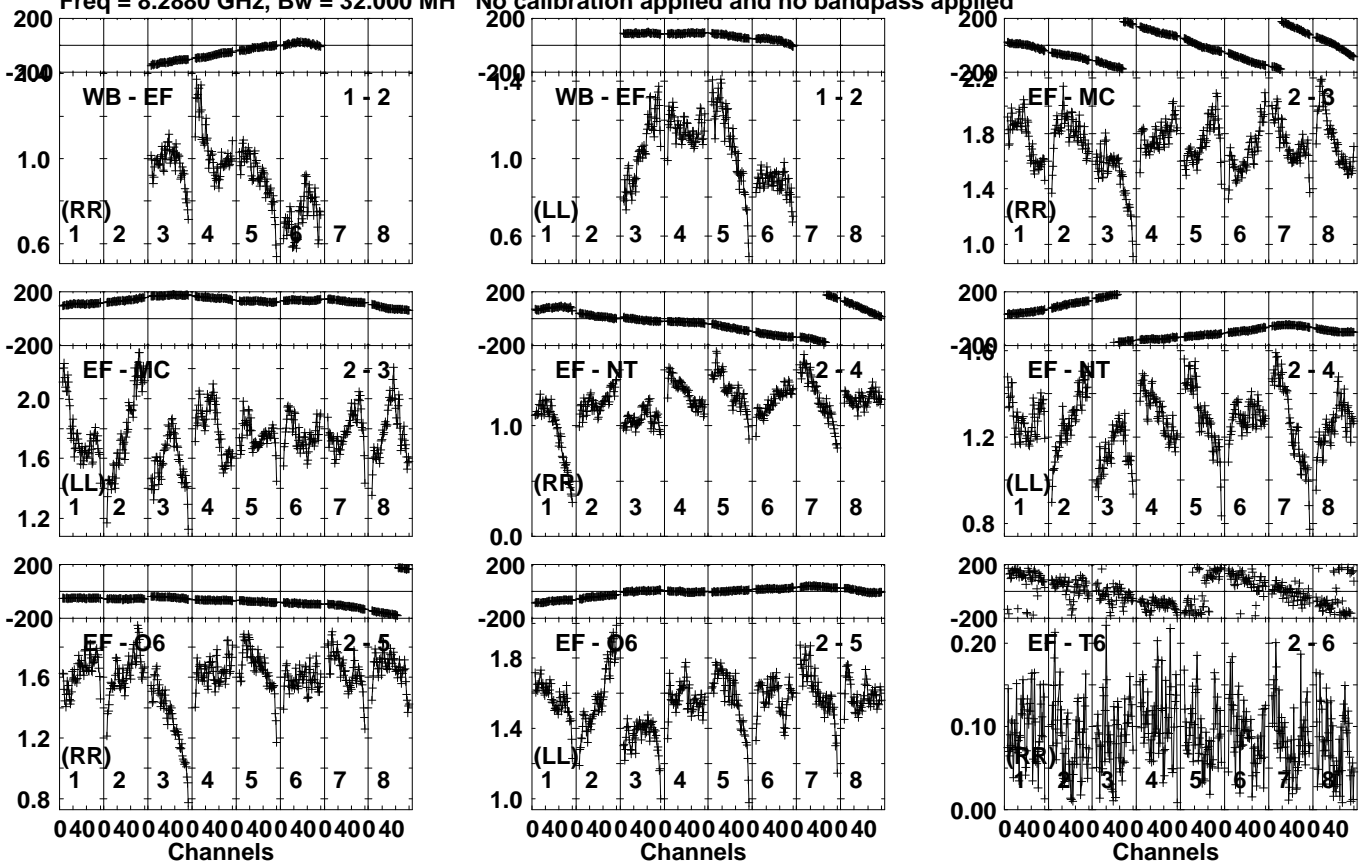 Freq = 8.2880 GHz, Bw = 32.000 MH No calibration applied and no bandpass applied
200 200 200
-200 -200 -200
1.4 1.4 2.2
WB - EF 1 - 2 WB - EF 1 - 2 EF - MC 2 - 3
1.8
1.0 1.0
1.4
(RR) (LL) (RR)
0.6 0.6 1.0
1 2 3 4 5 6 7 8 1 2 3 4 5 6 7 8 1 2 3 4 5 6 7 8
200 200 200
-200 -200 -200
1.6
EF - MC 2 - 3 EF - NT 2 - 4 EF - NT 2 - 4
2.0 1.0 1.2
1.6
(LL) (RR) (LL)
1 2 3 4 5 6 7 8 1 2 3 4 5 6 7 8 1 2 3 4 5 6 7 8
1.2 0.0 0.8
200 200 200
-200 -200 -200
EF - O6 2 - 5 EF - O6 2 - 5 EF - T6 2 - 6
1.6 1.8 0.20
1.2 1.4 0.10
(RR) (LL) (RR)
1 2 3 4 5 6 7 8 1 2 3 4 5 6 7 8 1 2 3 4 5 6 7 8
0.8 1.0 0.00
0 40 0 40 0 40 0 40 0 40 0 40 0 40 0 40 0 40 0 40 0 40 0 40 0 40 0 40 0 40 0 40 0 40 0 40 0 40 0 40 0 40 0 40 0 40 0 40
Channels Channels Channels